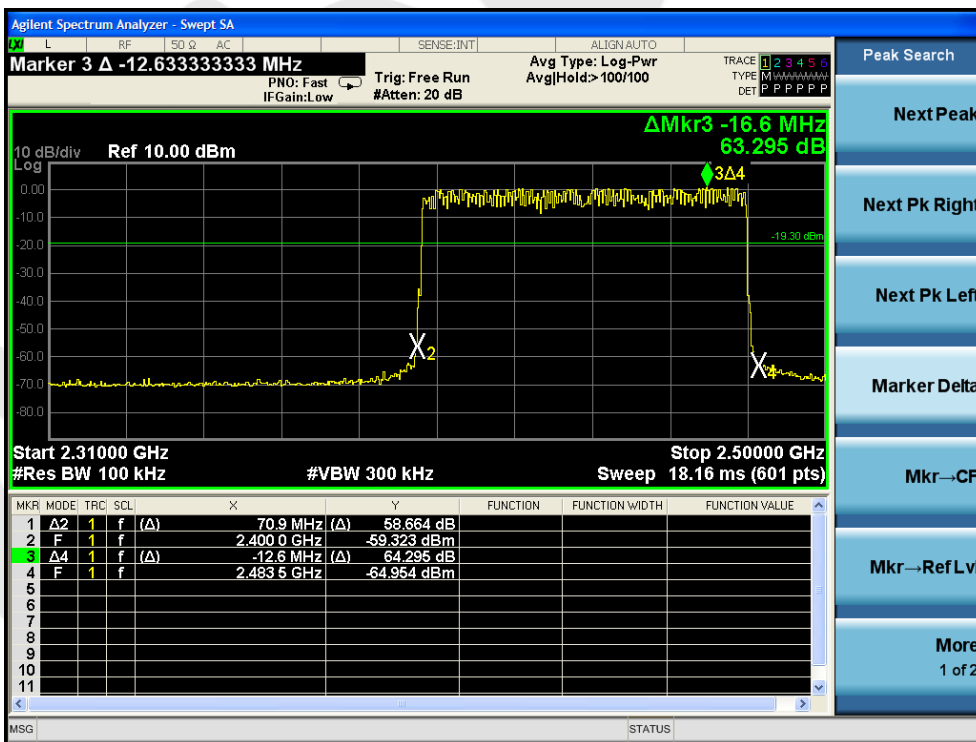 Agilent Spectrum Analyzer - Swept SA
LXI L RF 50 Ω AC SENSE:INT ALIGN AUTO
Marker 3 Δ -12.633333333 MHz
PNO: Fast
IFGain:Low
Trig: Free Run
#Atten: 20 dB
Avg Type: Log-Pwr
Avg|Hold:>100/100
TRACE 1 2 3 4 5 6
TYPE M
DET P P P P P P
ΔMkr3 -16.6 MHz
63.295 dB
10 dB/div Ref 10.00 dBm
Log
3Δ4
0.00
-10.0
-19.30 dBm
-20.0
-30.0
-40.0
-50.0
2
-60.0
4
-70.0
-80.0
Start 2.31000 GHz Stop 2.50000 GHz
#Res BW 100 kHz #VBW 300 kHz Sweep 18.16 ms (601 pts)
MKR MODE TRC SCL X Y FUNCTION FUNCTION WIDTH FUNCTION VALUE
1 Δ2 1 f (Δ) 70.9 MHz (Δ) 58.664 dB
2 F 1 f 2.400 0 GHz -59.323 dBm
3 Δ4 1 f (Δ) -12.6 MHz (Δ) 64.295 dB
4 F 1 f 2.483 5 GHz -64.954 dBm
5
6
7
8
9
10
11
MSG STATUS
Peak Search
Next Peak
Next Pk Right
Next Pk Left
Marker Delta
Mkr→CF
Mkr→Ref Lvl
More
1 of 2